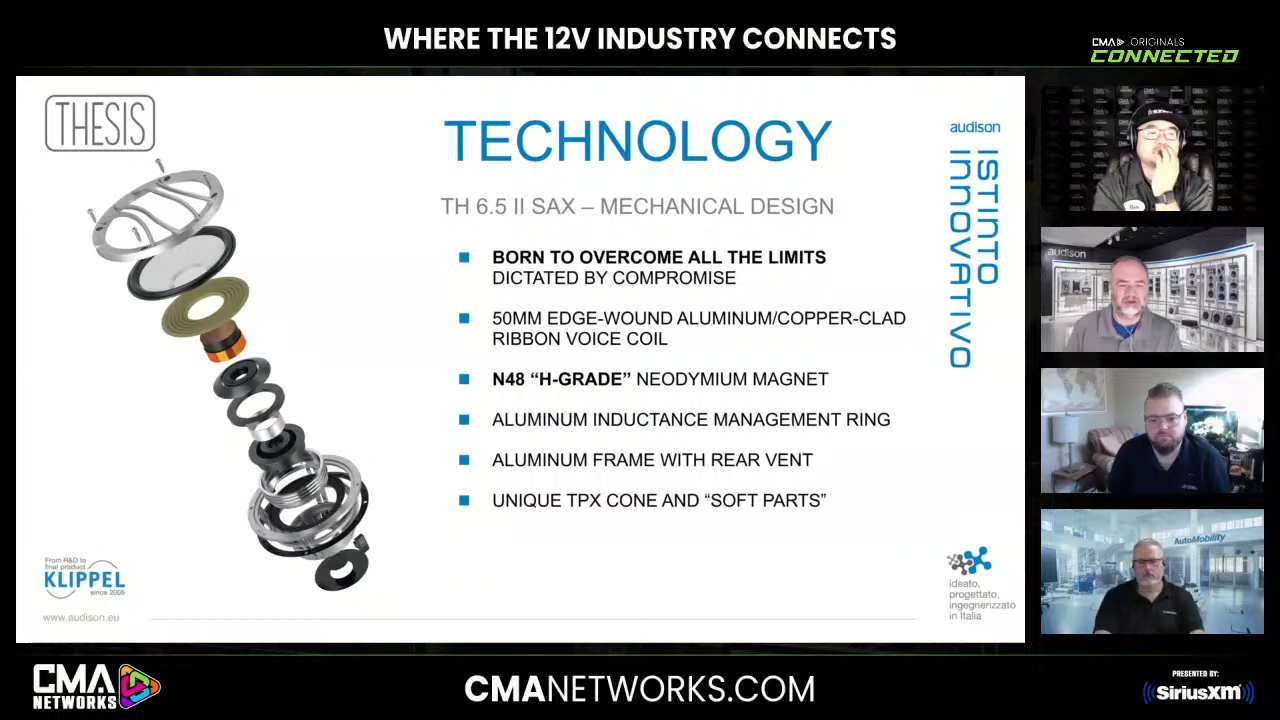 WHERE THE 12V INDUSTRY CONNECTS
CMA ORIGINALS
CONNECTED
THESIS
TECHNOLOGY
TH 6.5 II SAX – MECHANICAL DESIGN
BORN TO OVERCOME ALL THE LIMITS
DICTATED BY COMPROMISE
50MM EDGE-WOUND ALUMINUM/COPPER-CLAD
RIBBON VOICE COIL
N48 “H-GRADE” NEODYMIUM MAGNET
ALUMINUM INDUCTANCE MANAGEMENT RING
ALUMINUM FRAME WITH REAR VENT
UNIQUE TPX CONE AND “SOFT PARTS”
audison
ISTINTO
INNOVATIVO
From R&D to
final product
KLIPPEL
since 2005
www.audison.eu
ideato,
progettato,
ingegnerizzato
in Italia
audison
AutoMobility
CMA
NETWORKS
CMANETWORKS.COM
PRESENTED BY:
SiriusXM